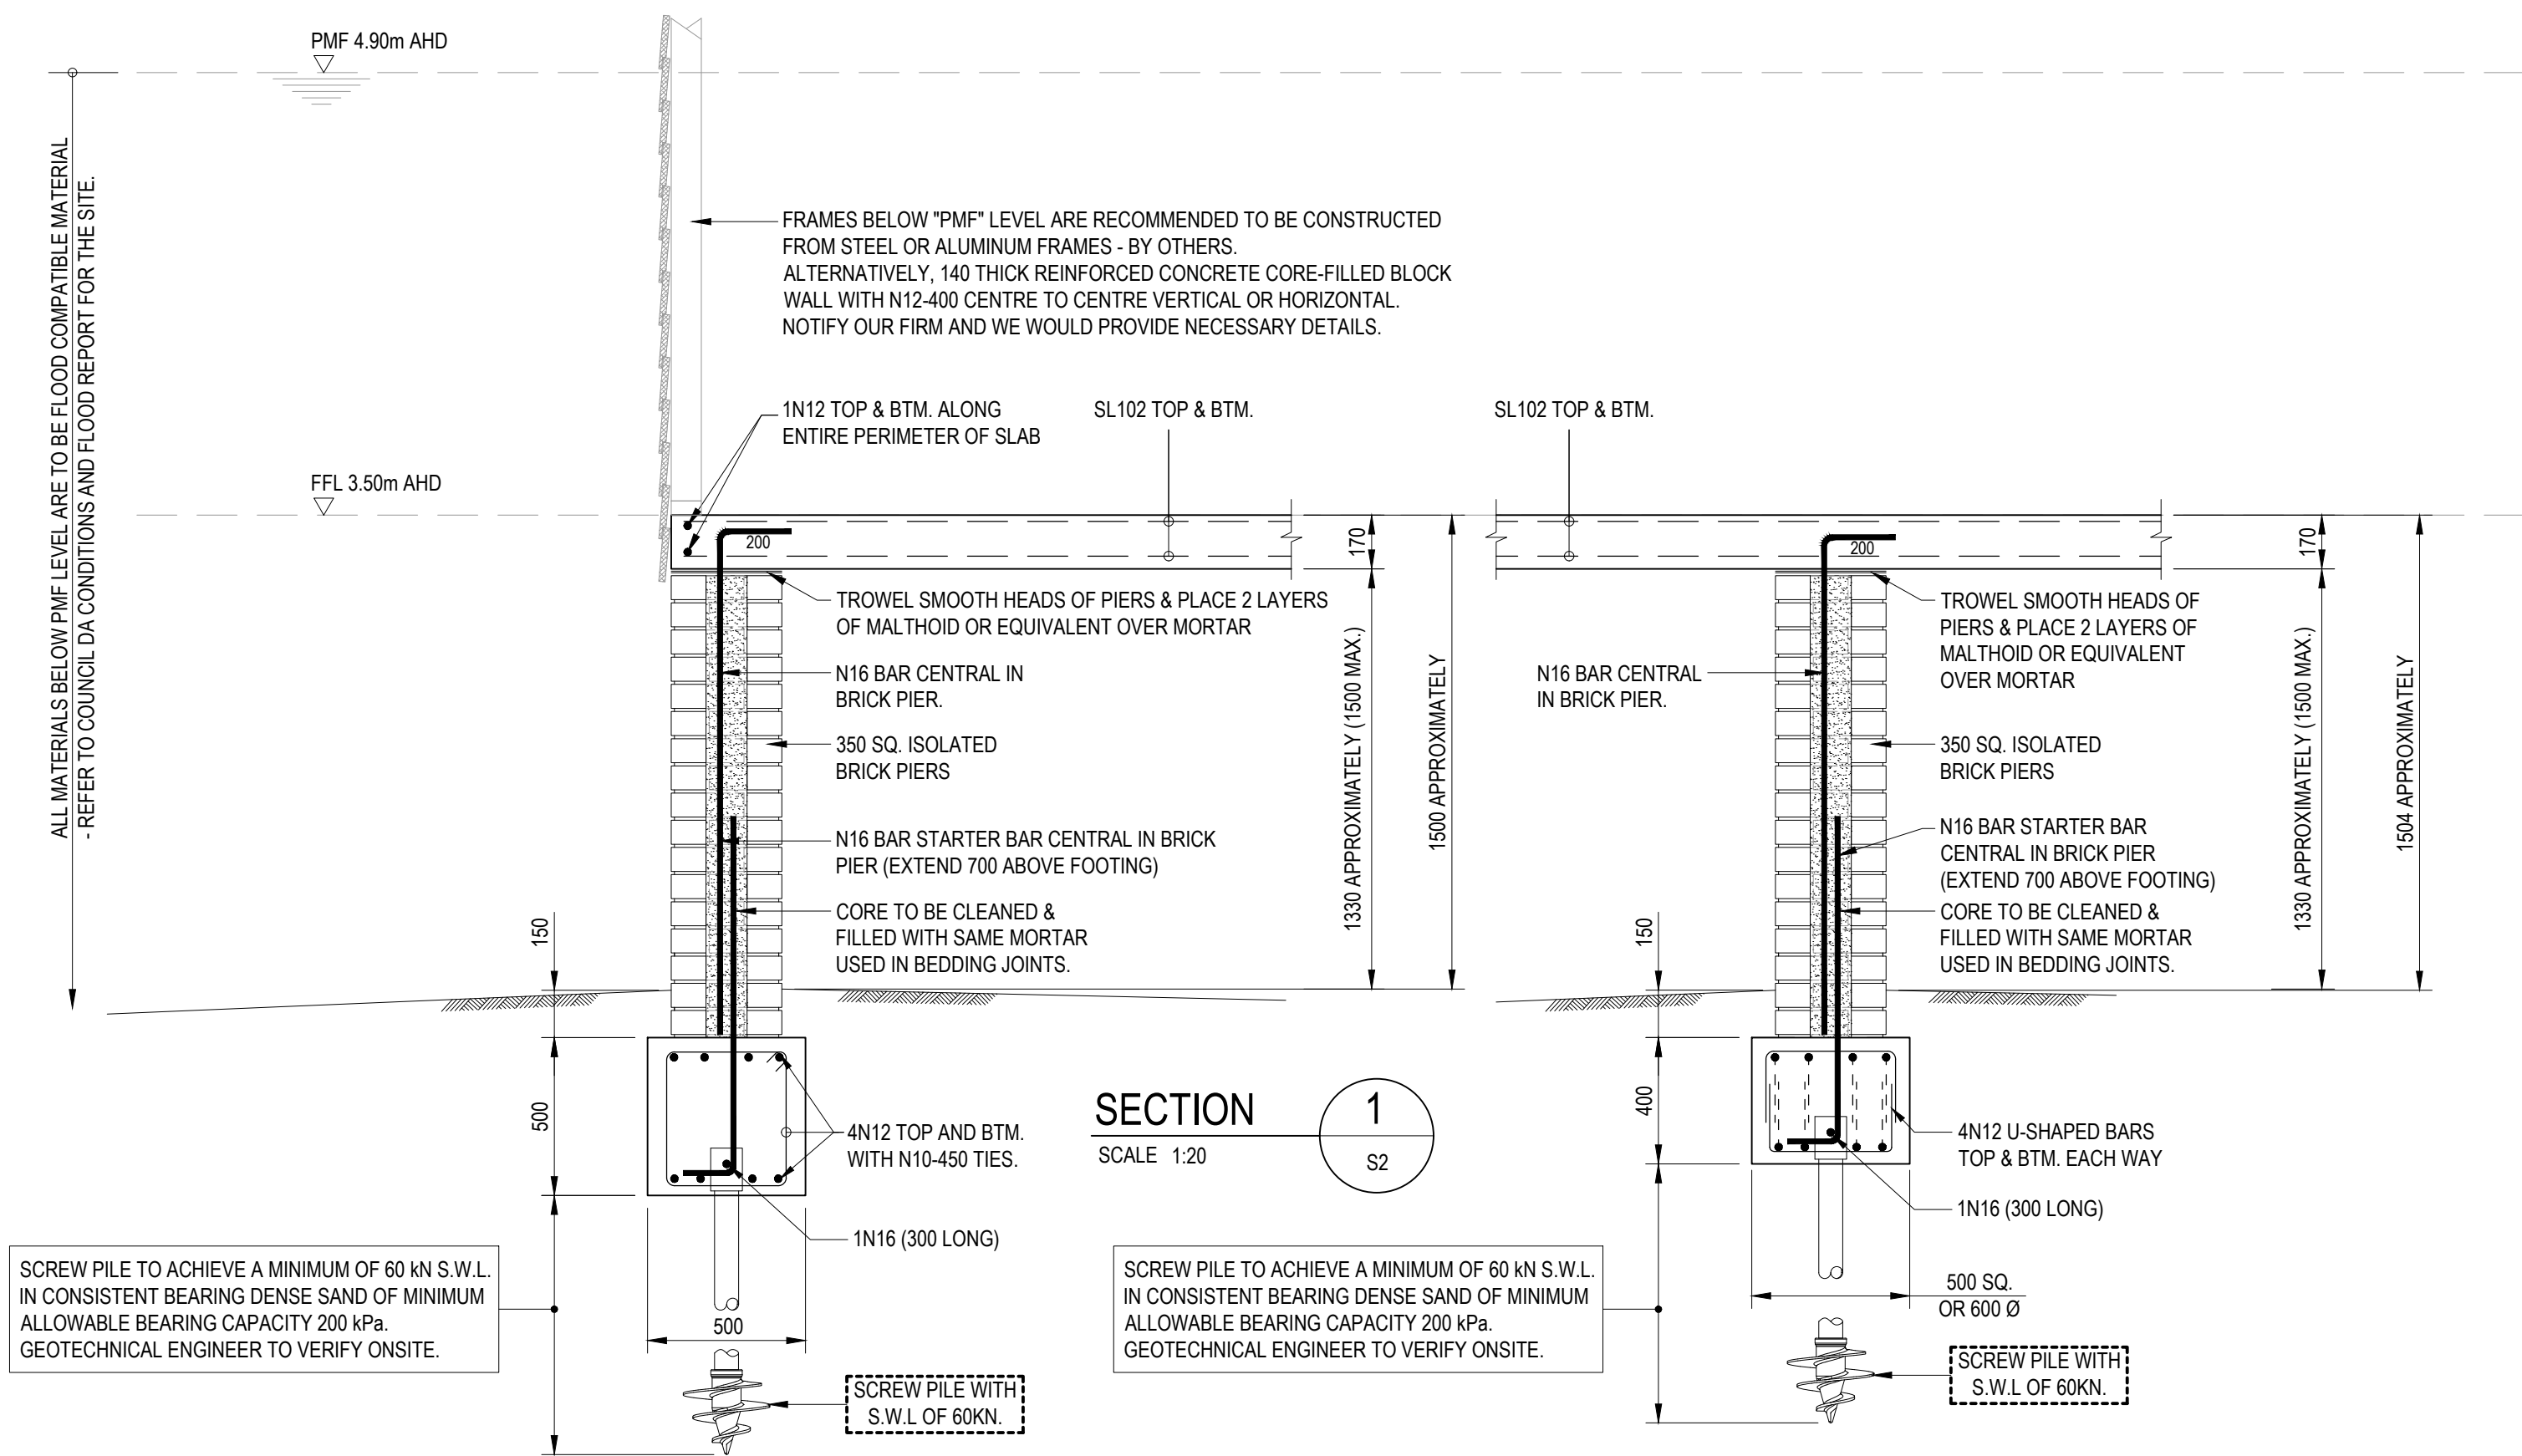 PMF 4.90m AHD
ALL MATERIALS BELOW PMF LEVEL ARE TO BE FLOOD COMPATIBLE MATERIAL
- REFER TO COUNCIL DA CONDITIONS AND FLOOD REPORT FOR THE SITE.
FRAMES BELOW "PMF" LEVEL ARE RECOMMENDED TO BE CONSTRUCTED
FROM STEEL OR ALUMINUM FRAMES - BY OTHERS.
ALTERNATIVELY, 140 THICK REINFORCED CONCRETE CORE-FILLED BLOCK
WALL WITH N12-400 CENTRE TO CENTRE VERTICAL OR HORIZONTAL.
NOTIFY OUR FIRM AND WE WOULD PROVIDE NECESSARY DETAILS.
1N12 TOP & BTM. ALONG
ENTIRE PERIMETER OF SLAB
SL102 TOP & BTM.
SL102 TOP & BTM.
FFL 3.50m AHD
200
170
200
170
TROWEL SMOOTH HEADS OF PIERS & PLACE 2 LAYERS
OF MALTHOID OR EQUIVALENT OVER MORTAR
N16 BAR CENTRAL IN
BRICK PIER.
350 SQ. ISOLATED
BRICK PIERS
N16 BAR STARTER BAR CENTRAL IN BRICK
PIER (EXTEND 700 ABOVE FOOTING)
CORE TO BE CLEANED &
FILLED WITH SAME MORTAR
USED IN BEDDING JOINTS.
1330 APPROXIMATELY (1500 MAX.)
1500 APPROXIMATELY
N16 BAR CENTRAL
IN BRICK PIER.
TROWEL SMOOTH HEADS OF
PIERS & PLACE 2 LAYERS OF
MALTHOID OR EQUIVALENT
OVER MORTAR
350 SQ. ISOLATED
BRICK PIERS
N16 BAR STARTER BAR
CENTRAL IN BRICK PIER
(EXTEND 700 ABOVE FOOTING)
CORE TO BE CLEANED &
FILLED WITH SAME MORTAR
USED IN BEDDING JOINTS.
1330 APPROXIMATELY (1500 MAX.)
1504 APPROXIMATELY
150
500
150
400
4N12 TOP AND BTM.
WITH N10-450 TIES.
1N16 (300 LONG)
SECTION
SCALE 1:20
1
S2
4N12 U-SHAPED BARS
TOP & BTM. EACH WAY
1N16 (300 LONG)
SCREW PILE TO ACHIEVE A MINIMUM OF 60 kN S.W.L.
IN CONSISTENT BEARING DENSE SAND OF MINIMUM
ALLOWABLE BEARING CAPACITY 200 kPa.
GEOTECHNICAL ENGINEER TO VERIFY ONSITE.
500
SCREW PILE WITH
S.W.L OF 60KN.
SCREW PILE TO ACHIEVE A MINIMUM OF 60 kN S.W.L.
IN CONSISTENT BEARING DENSE SAND OF MINIMUM
ALLOWABLE BEARING CAPACITY 200 kPa.
GEOTECHNICAL ENGINEER TO VERIFY ONSITE.
500 SQ.
OR 600 Ø
SCREW PILE WITH
S.W.L OF 60KN.